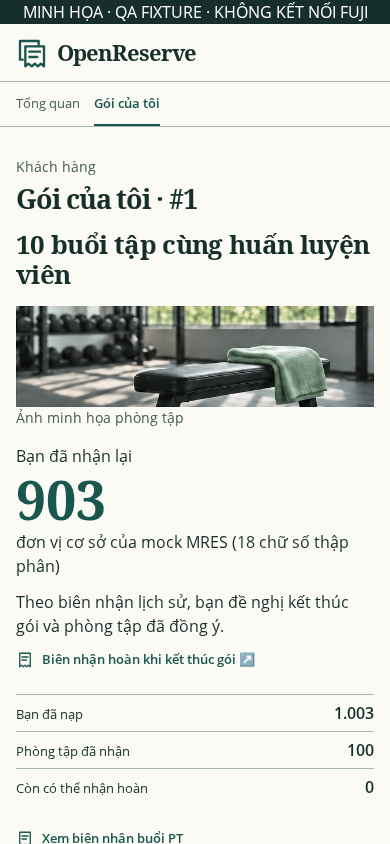 MINH HỌA · QA FIXTURE · KHÔNG KẾT NỐI FUJI
OpenReserve
Tổng quan
Gói của tôi
Khách hàng
Gói của tôi · #1
10 buổi tập cùng huấn luyện
viên
Ảnh minh họa phòng tập
Bạn đã nhận lại
903
đơn vị cơ sở của mock MRES (18 chữ số thập
phân)
Theo biên nhận lịch sử, bạn đề nghị kết thúc
gói và phòng tập đã đồng ý.
Biên nhận hoàn khi kết thúc gói ↗
Bạn đã nạp 1.003
Phòng tập đã nhận 100
Còn có thể nhận hoàn 0
Xem biên nhận buổi PT